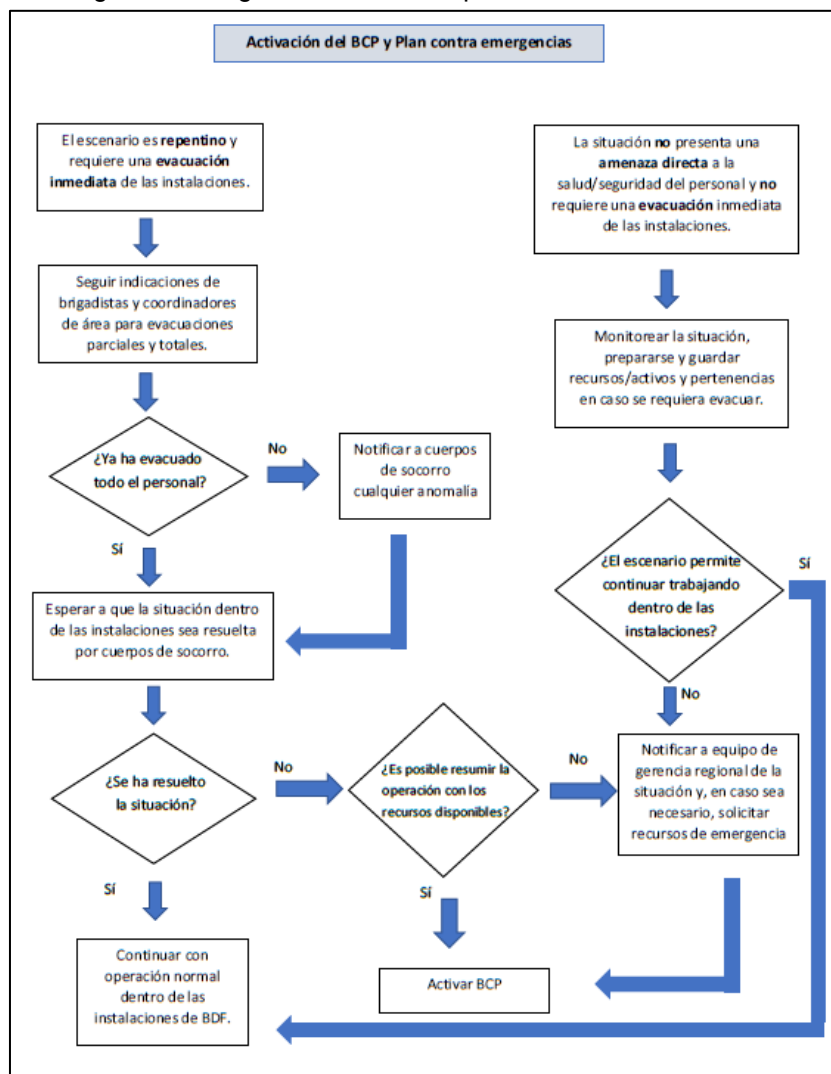 Activación del BCP y Plan contra emergencias
El escenario es repentino y
requiere una evacuación
inmediata de las instalaciones.
Seguir indicaciones de
brigadistas y coordinadores
de área para evacuaciones
parciales y totales.
¿Ya ha evacuado
todo el personal?
No
Notificar a cuerpos
de socorro
cualquier anomalía
Sí
Esperar a que la situación dentro
de las instalaciones sea resuelta
por cuerpos de socorro.
¿Se ha resuelto
la situación?
No
¿Es posible resumir la
operación con los
recursos disponibles?
No
Sí
Continuar con
operación normal
dentro de las
instalaciones de BDF.
Sí
Activar BCP
La situación no presenta una
amenaza directa a la
salud/seguridad del personal y no
requiere una evacuación inmediata
de las instalaciones.
Monitorear la situación,
prepararse y guardar
recursos/activos y pertenencias
en caso se requiera evacuar.
¿El escenario permite
continuar trabajando
dentro de las
instalaciones?
Sí
No
Notificar a equipo de
gerencia regional de la
situación y, en caso sea
necesario, solicitar
recursos de emergencia